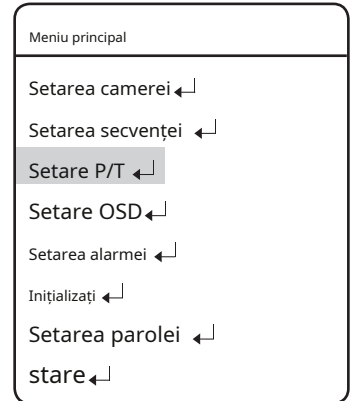 Meniu principal
Setarea camerei
Setarea secvenței
Setare P/T
Setare OSD
Setarea alarmei
Inițializați
Setarea parolei
stare